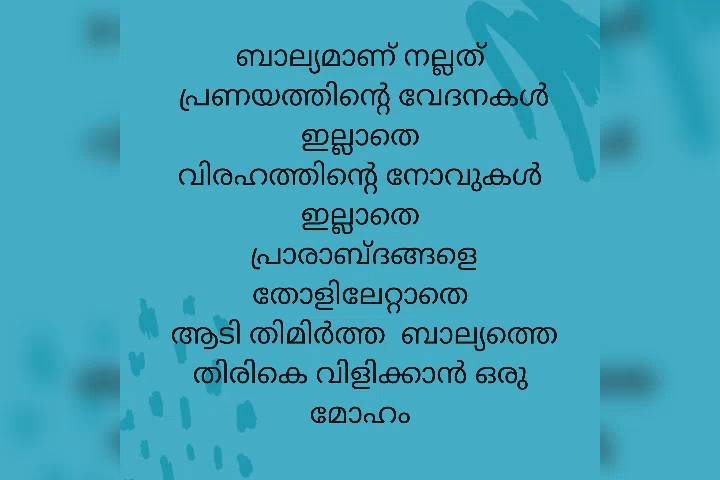 ബാല്യമാണ് നല്ലത്
പ്രണയത്തിന്റെ വേദനകൾ
ഇല്ലാതെ
വിരഹത്തിന്റെ നോവുകൾ
ഇല്ലാതെ
പ്രാരാബ്ദങ്ങളെ
തോളിലേറ്റാതെ
ആടി തിമിർത്ത ബാല്യത്തെ
തിരികെ വിളിക്കാൻ ഒരു
മോഹം